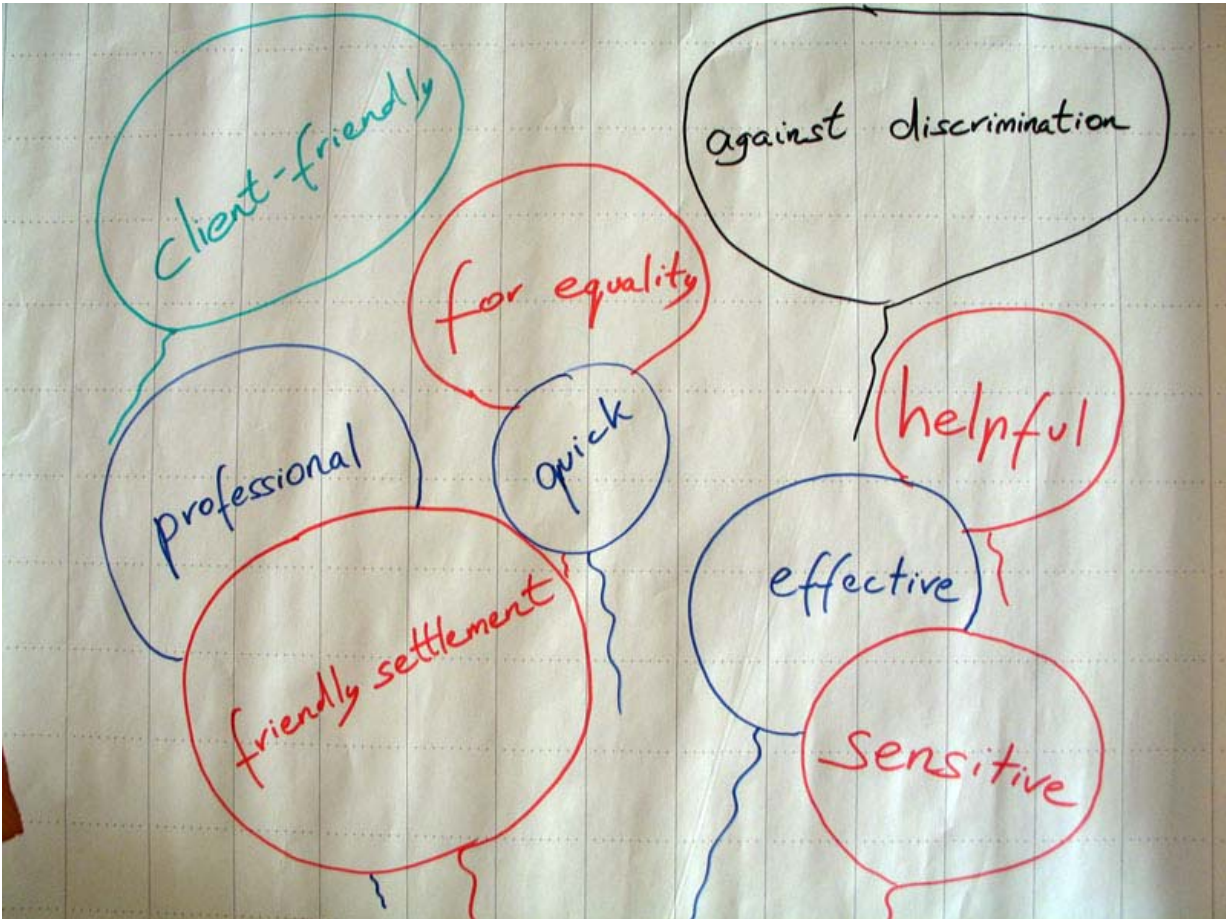 client-friendly
against discrimination
for equality
helpful
quick
professional
effective
friendly settlement
sensitive